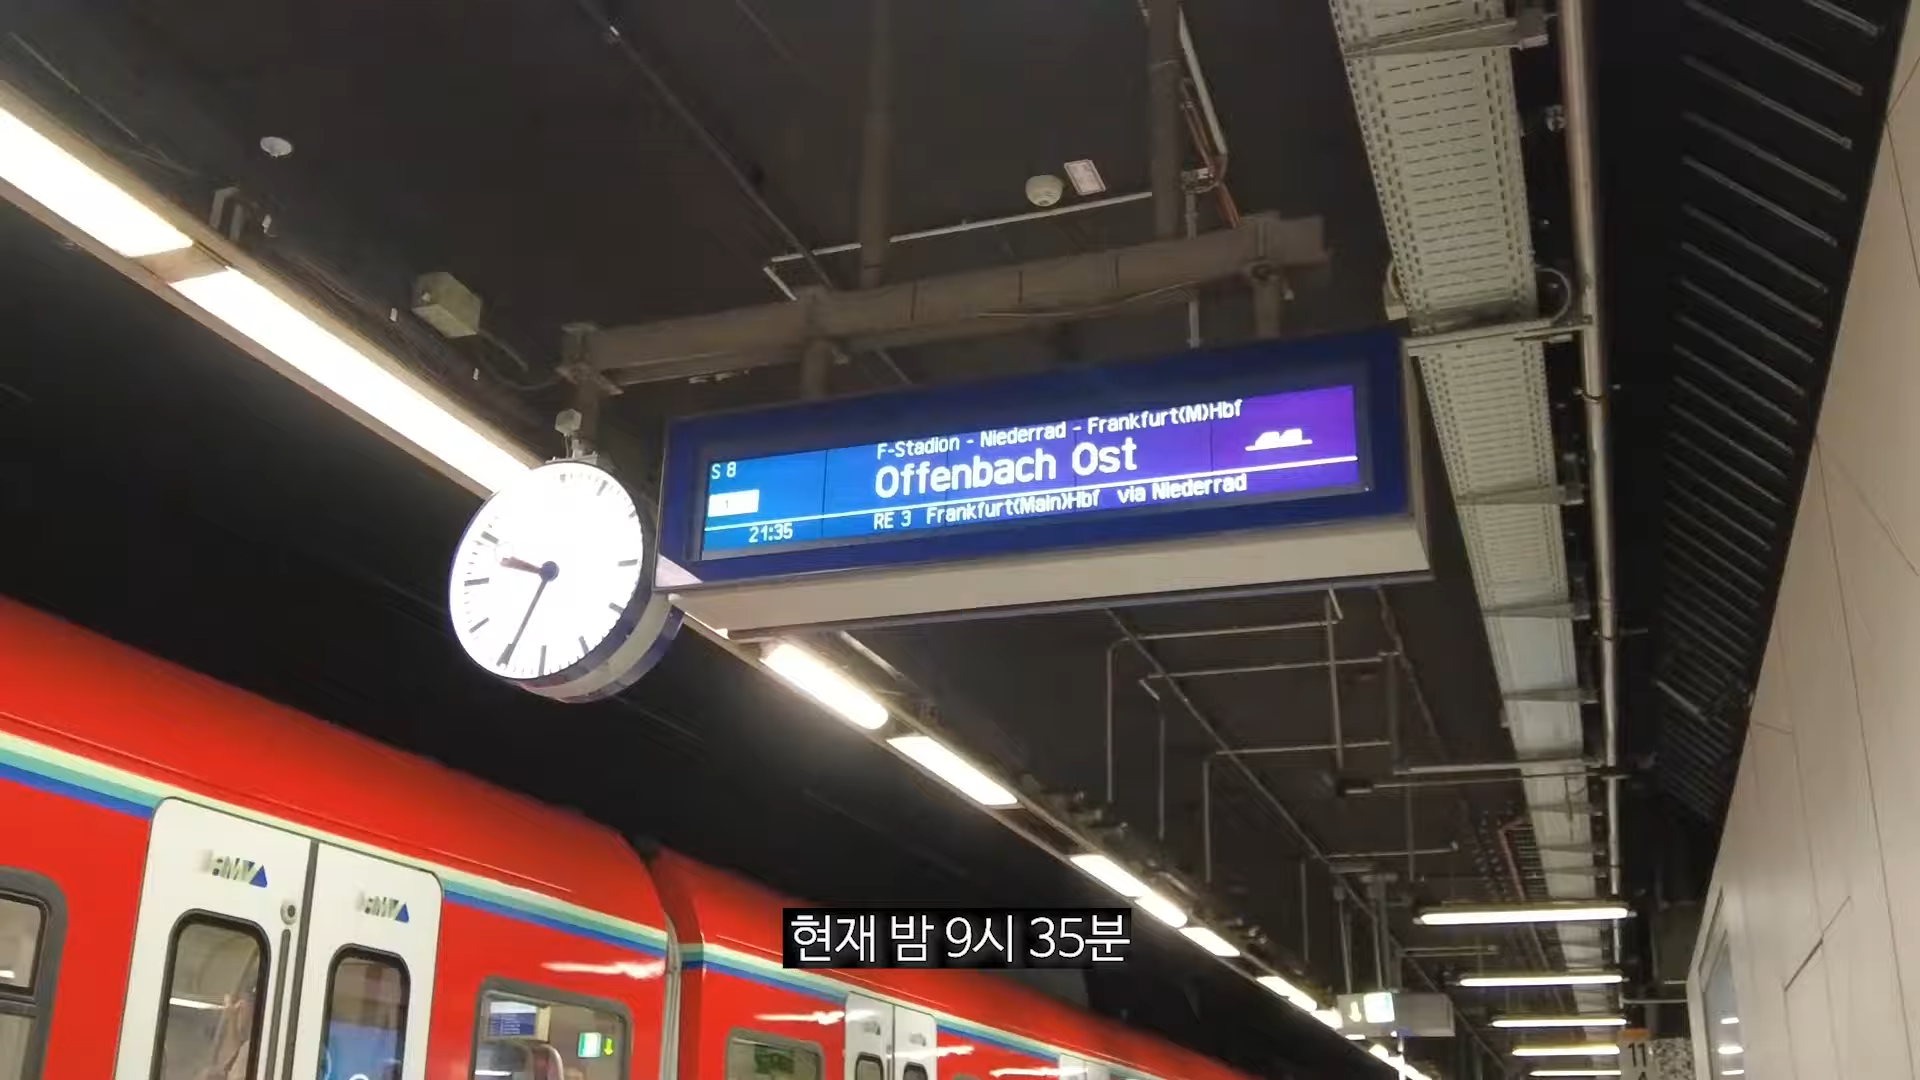 F-Stadion - Niederrad - Frankfurt(M)Hbf
S 8
Offenbach Ost
21:35 RE 3 Frankfurt(Main)Hbf via Niederrad
현재 밤 9시 35분
11